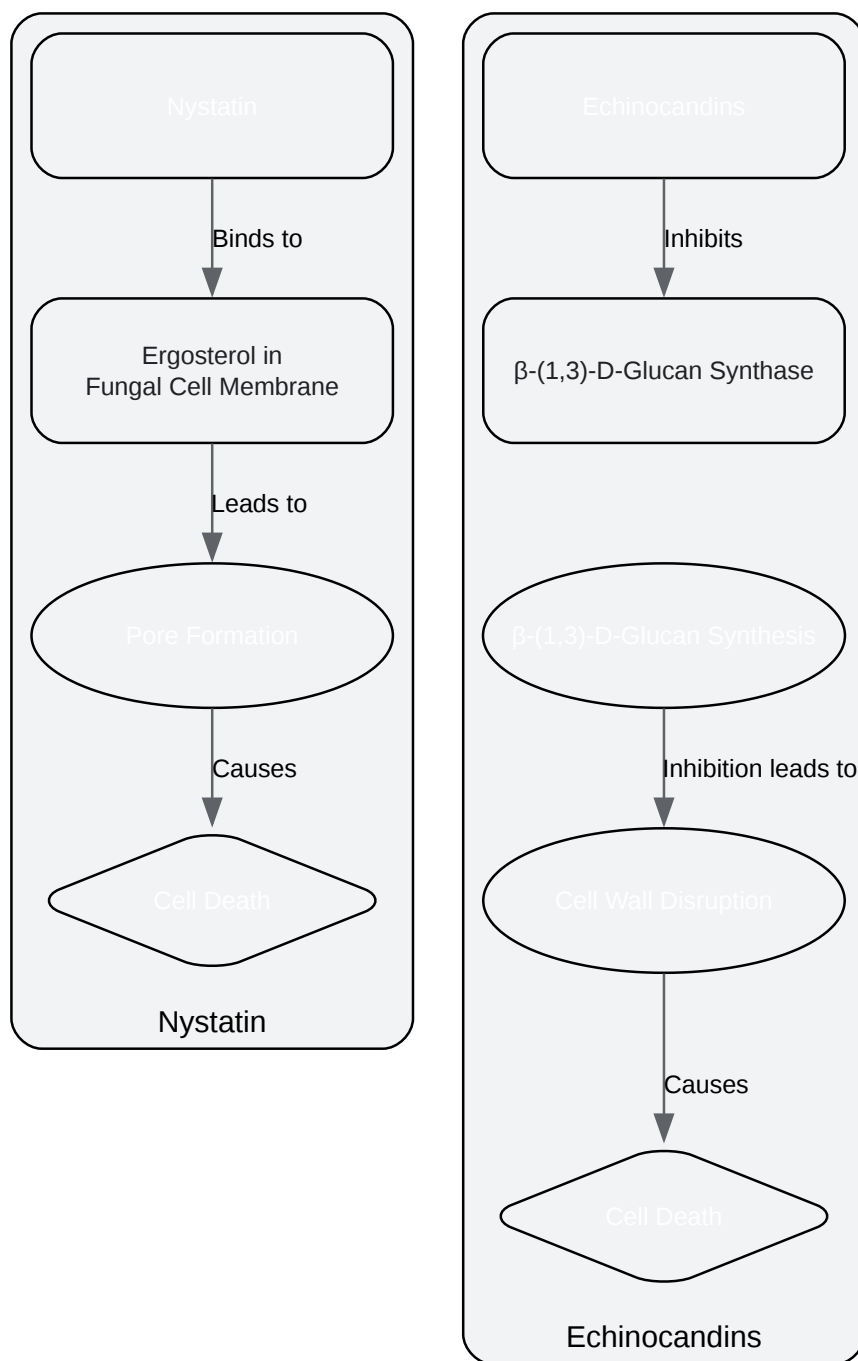 Nystatin
Binds to
Ergosterol in
Fungal Cell Membrane
Leads to
Pore Formation
Causes
Cell Death
Nystatin
Echinocandins
Inhibits
β-(1,3)-D-Glucan Synthase
β-(1,3)-D-Glucan Synthesis
Inhibition leads to
Cell Wall Disruption
Causes
Cell Death
Echinocandins